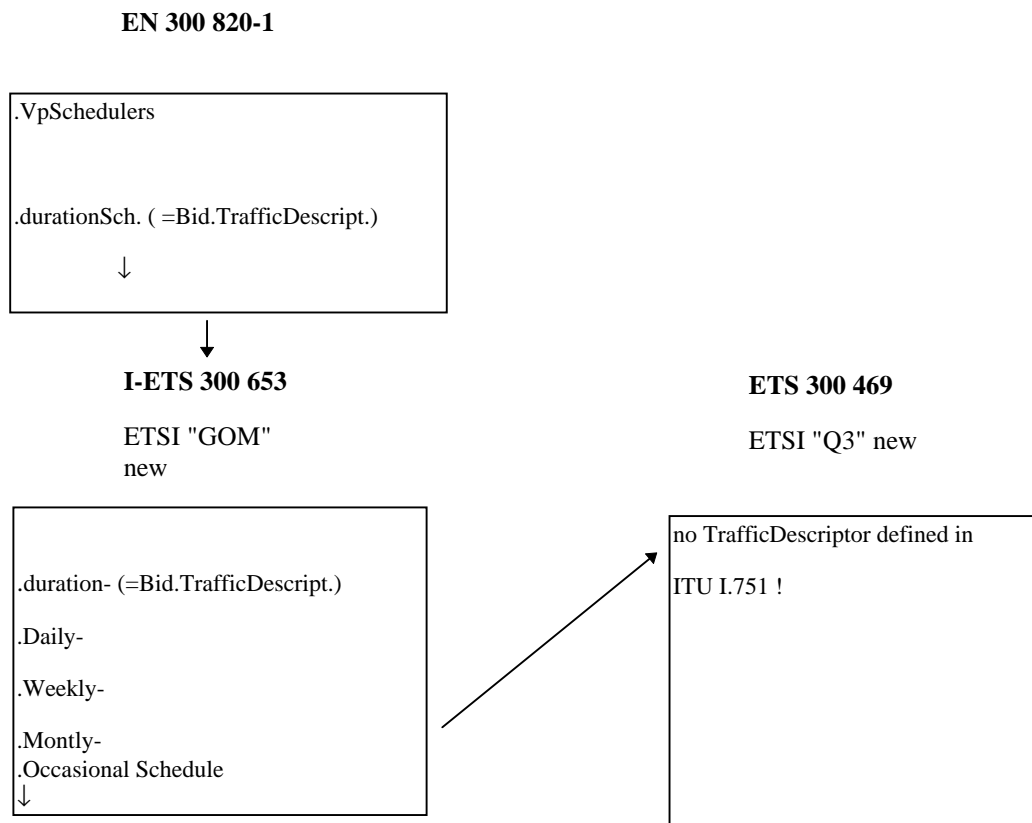 EN 300 820-1
.VpSchedulers
.durationSch. ( =Bid.TrafficDescript.)
↓
I-ETS 300 653
ETSI "GOM"
new
.duration- (=Bid.TrafficDescript.)
.Daily-
.Weekly-
.Montly-
.Occasional Schedule
↓
ETS 300 469
ETSI "Q3" new
no TrafficDescriptor defined in
ITU I.751 !